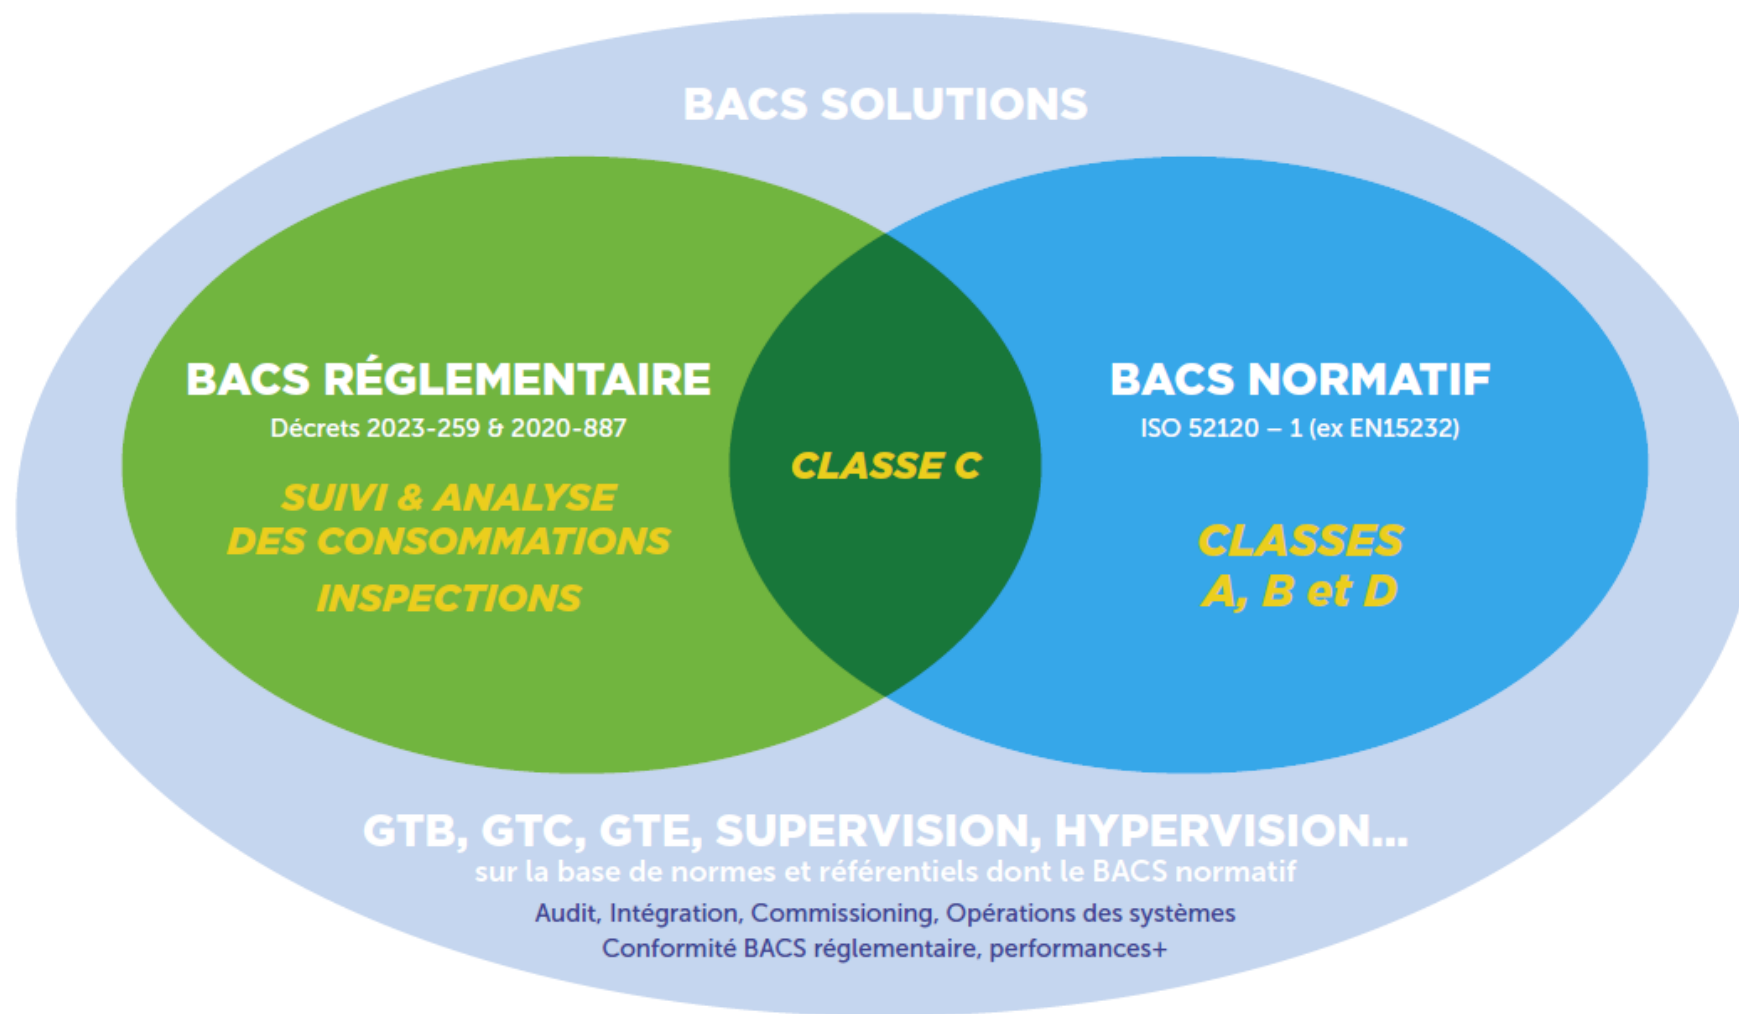 BACS SOLUTIONS
BACS RÉGLEMENTAIRE
Décrets 2023-259 & 2020-887
SUIVI & ANALYSE
DES CONSOMMATIONS
INSPECTIONS
CLASSE C
BACS NORMATIF
ISO 52120 – 1 (ex EN15232)
CLASSES
A, B et D
GTB, GTC, GTE, SUPERVISION, HYPERVISION...
sur la base de normes et référentiels dont le BACS normatif
Audit, Intégration, Commissioning, Opérations des systèmes
Conformité BACS réglementaire, performances+